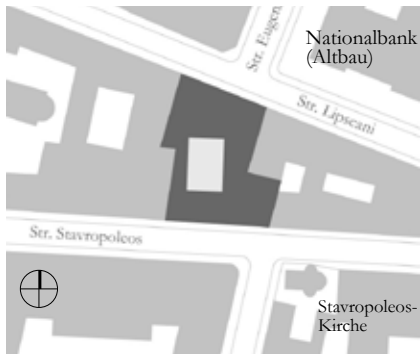 Str. Eugen
Nationalbank
(Altbau)
Str. Lipscani
Str. Stavropoleos
Stavropoleos-
Kirche